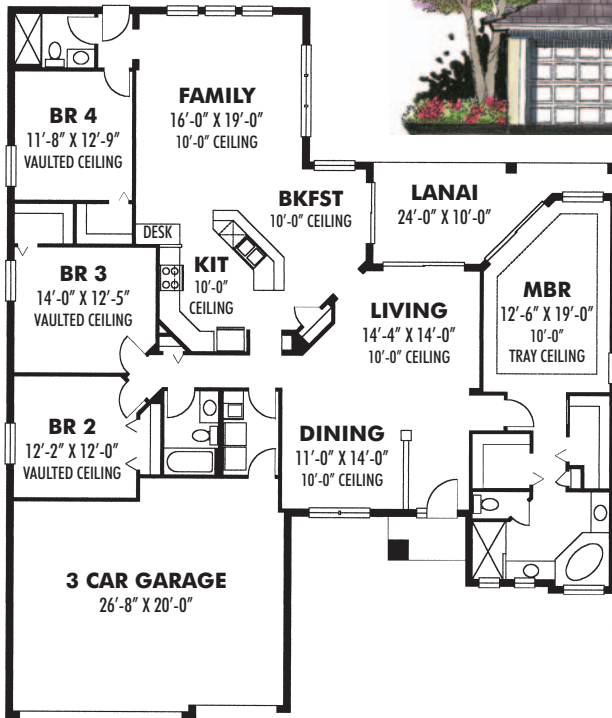 FAMILY
16’-0” X 19’-0”
10’-0” CEILING
BR 4
11’-8” X 12’-9”
VAULTED CEILING
BKFST
10’-0” CEILING
LANAI
24’-0” X 10’-0”
DESK
KIT
10’-0”
CEILING
BR 3
14’-0” X 12’-5”
VAULTED CEILING
LIVING
14’-4” X 14’-0”
10’-0” CEILING
MBR
12’-6” X 19’-0”
10’-0”
TRAY CEILING
BR 2
12’-2” X 12’-0”
VAULTED CEILING
DINING
11’-0” X 14’-0”
10’-0” CEILING
3 CAR GARAGE
26’-8” X 20’-0”